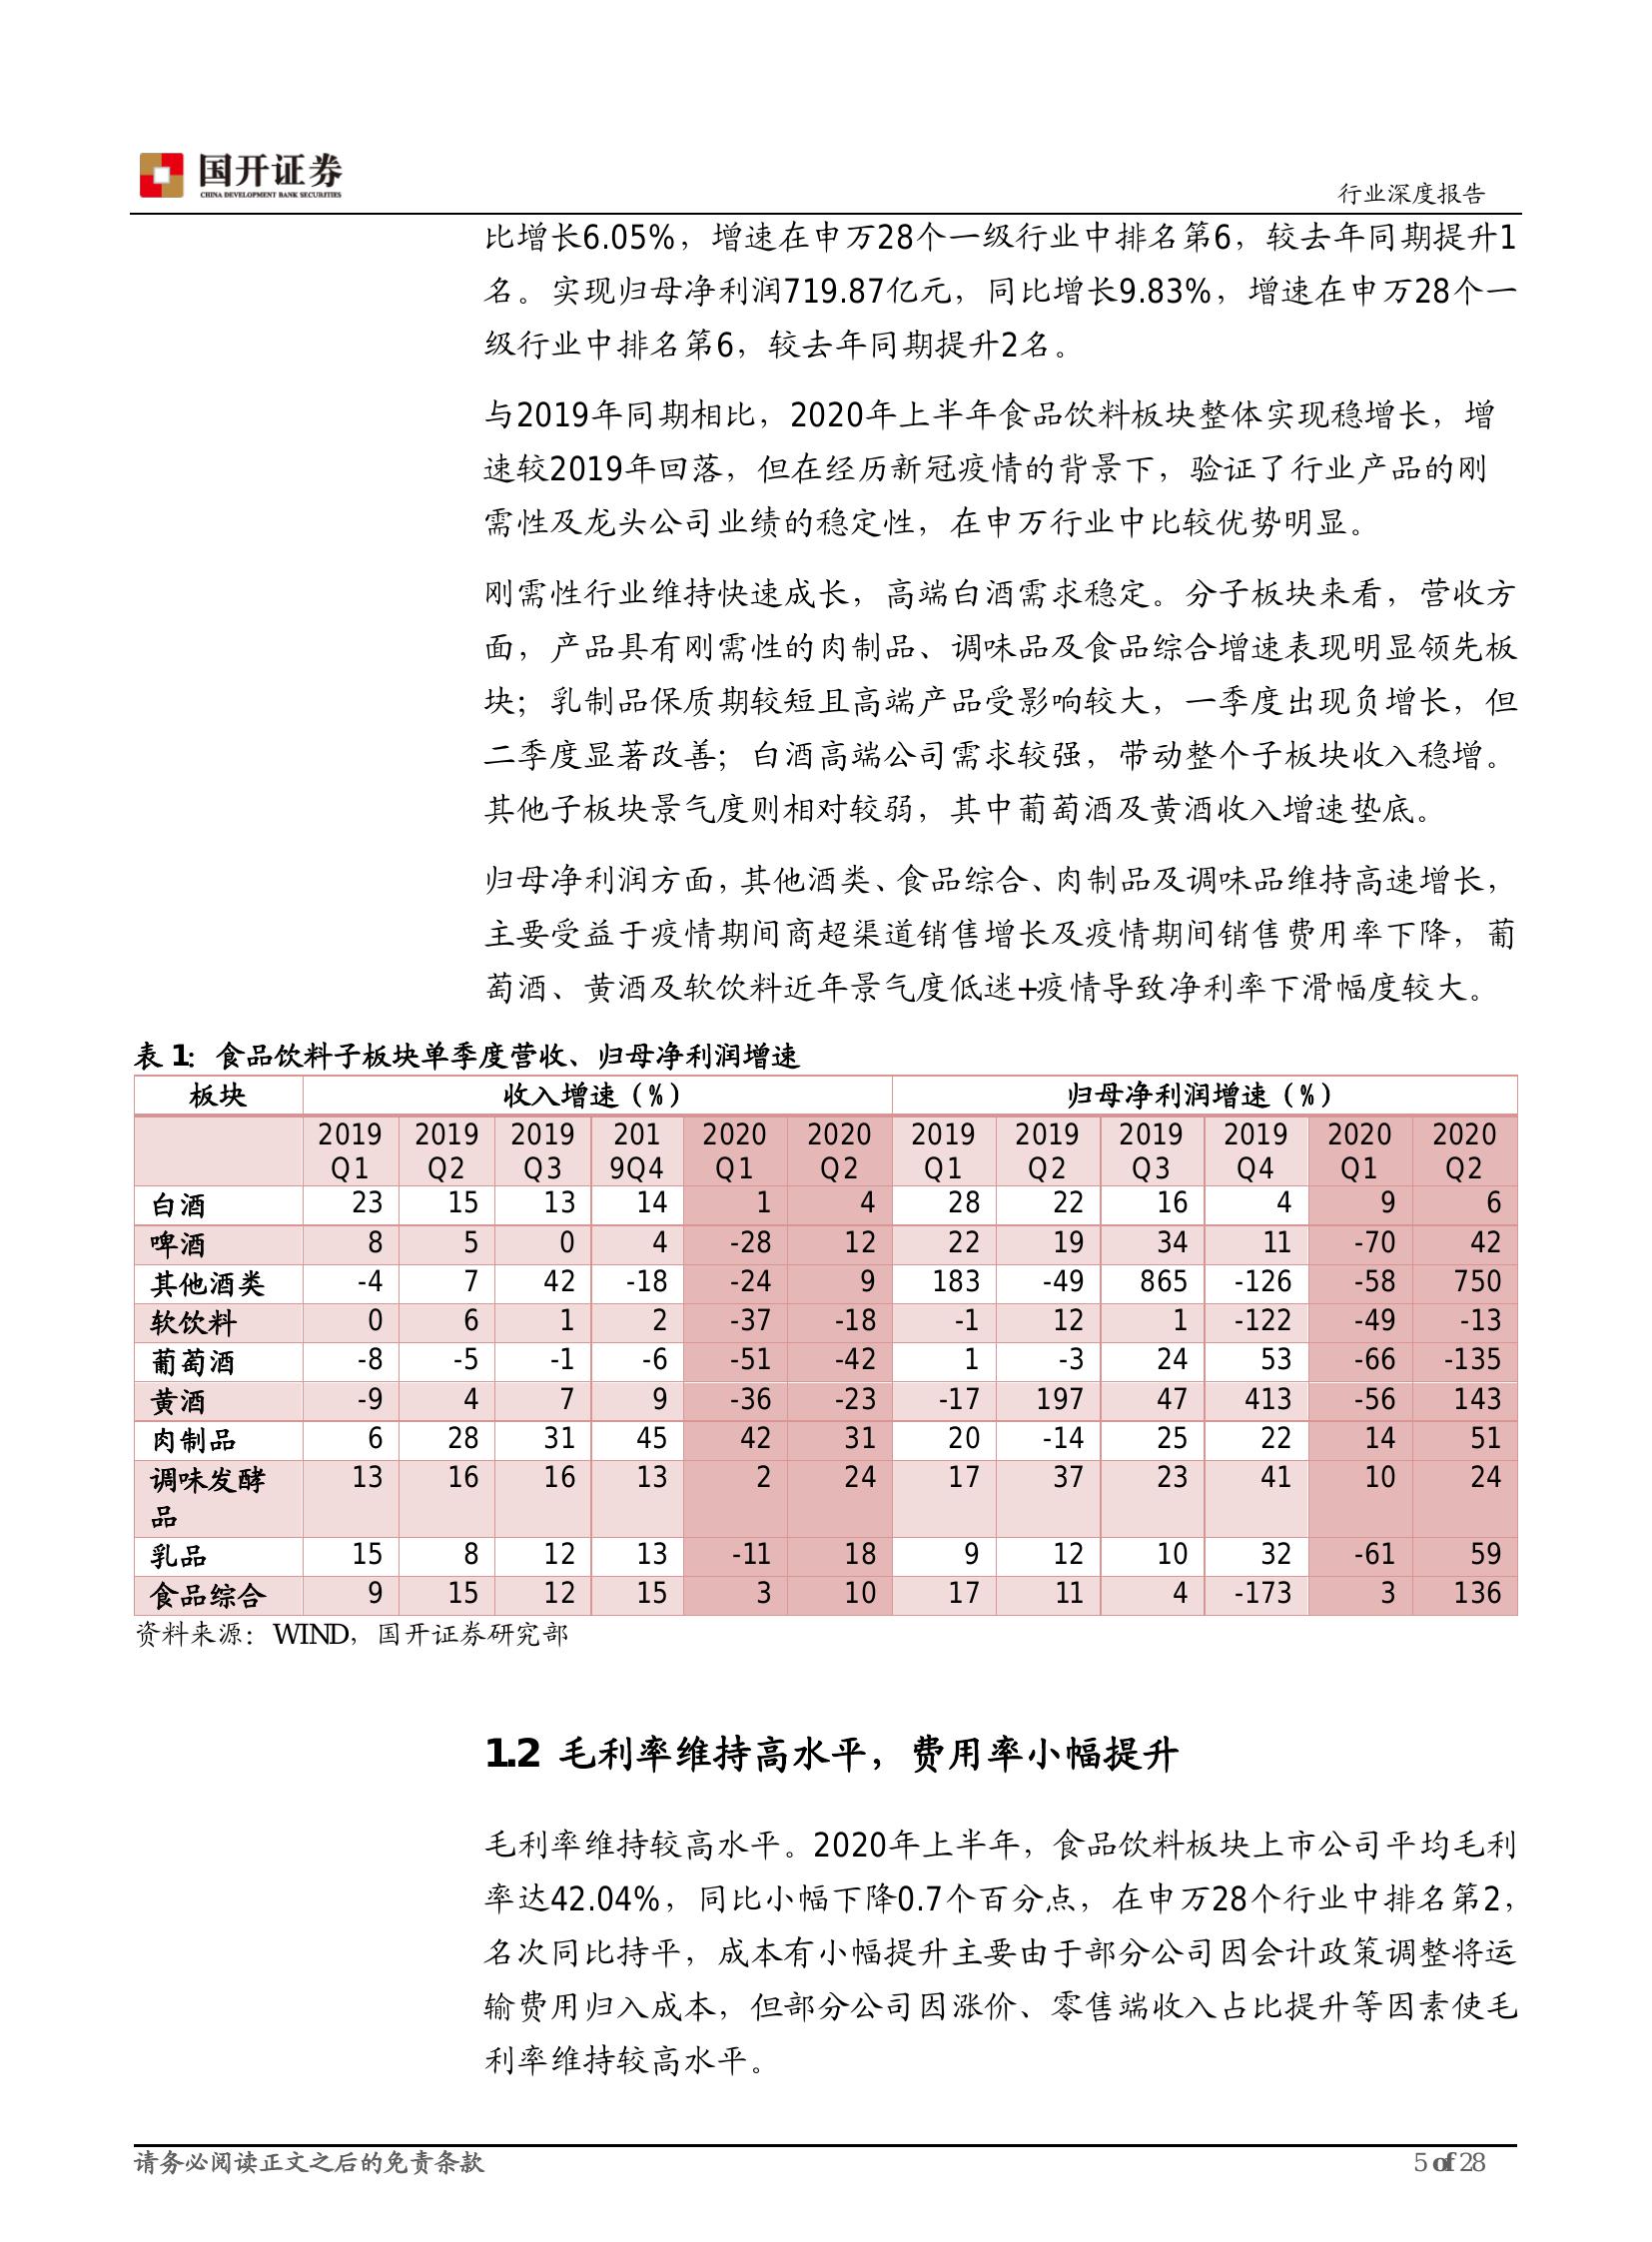 国开证券
CHINA DEVELOPMENT BANK SECURITIES
行业深度报告
比增长6.05%，增速在申万28个一级行业中排名第6，较去年同期提升1
名。实现归母净利润719.87亿元，同比增长9.83%，增速在申万28个一
级行业中排名第6，较去年同期提升2名。
与2019年同期相比，2020年上半年食品饮料板块整体实现稳增长，增
速较2019年回落，但在经历新冠疫情的背景下，验证了行业产品的刚
需性及龙头公司业绩的稳定性，在申万行业中比较优势明显。
刚需性行业维持快速成长，高端白酒需求稳定。分子板块来看，营收方
面，产品具有刚需性的肉制品、调味品及食品综合增速表现明显领先板
块；乳制品保质期较短且高端产品受影响较大，一季度出现负增长，但
二季度显著改善；白酒高端公司需求较强，带动整个子板块收入稳增。
其他子板块景气度则相对较弱，其中葡萄酒及黄酒收入增速垫底。
归母净利润方面，其他酒类、食品综合、肉制品及调味品维持高速增长，
主要受益于疫情期间商超渠道销售增长及疫情期间销售费用率下降，葡
萄酒、黄酒及软饮料近年景气度低迷+疫情导致净利率下滑幅度较大。
表 1：食品饮料子板块单季度营收、归母净利润增速
板块 收入增速（%） 归母净利润增速（%）
2019 2019 2019 201 2020 2020 2019 2019 2019 2019 2020 2020
Q1 Q2 Q3 9Q4 Q1 Q2 Q1 Q2 Q3 Q4 Q1 Q2
白酒 23 15 13 14 1 4 28 22 16 4 9 6
啤酒 8 5 0 4 -28 12 22 19 34 11 -70 42
其他酒类 -4 7 42 -18 -24 9 183 -49 865 -126 -58 750
软饮料 0 6 1 2 -37 -18 -1 12 1 -122 -49 -13
葡萄酒 -8 -5 -1 -6 -51 -42 1 -3 24 53 -66 -135
黄酒 -9 4 7 9 -36 -23 -17 197 47 413 -56 143
肉制品 6 28 31 45 42 31 20 -14 25 22 14 51
调味发酵 13 16 16 13 2 24 17 37 23 41 10 24
品
乳品 15 8 12 13 -11 18 9 12 10 32 -61 59
食品综合 9 15 12 15 3 10 17 11 4 -173 3 136
资料来源：WIND，国开证券研究部
1.2 毛利率维持高水平，费用率小幅提升
毛利率维持较高水平。2020年上半年，食品饮料板块上市公司平均毛利
率达42.04%，同比小幅下降0.7个百分点，在申万28个行业中排名第2，
名次同比持平，成本有小幅提升主要由于部分公司因会计政策调整将运
输费用归入成本，但部分公司因涨价、零售端收入占比提升等因素使毛
利率维持较高水平。
请务必阅读正文之后的免责条款
5 of 28